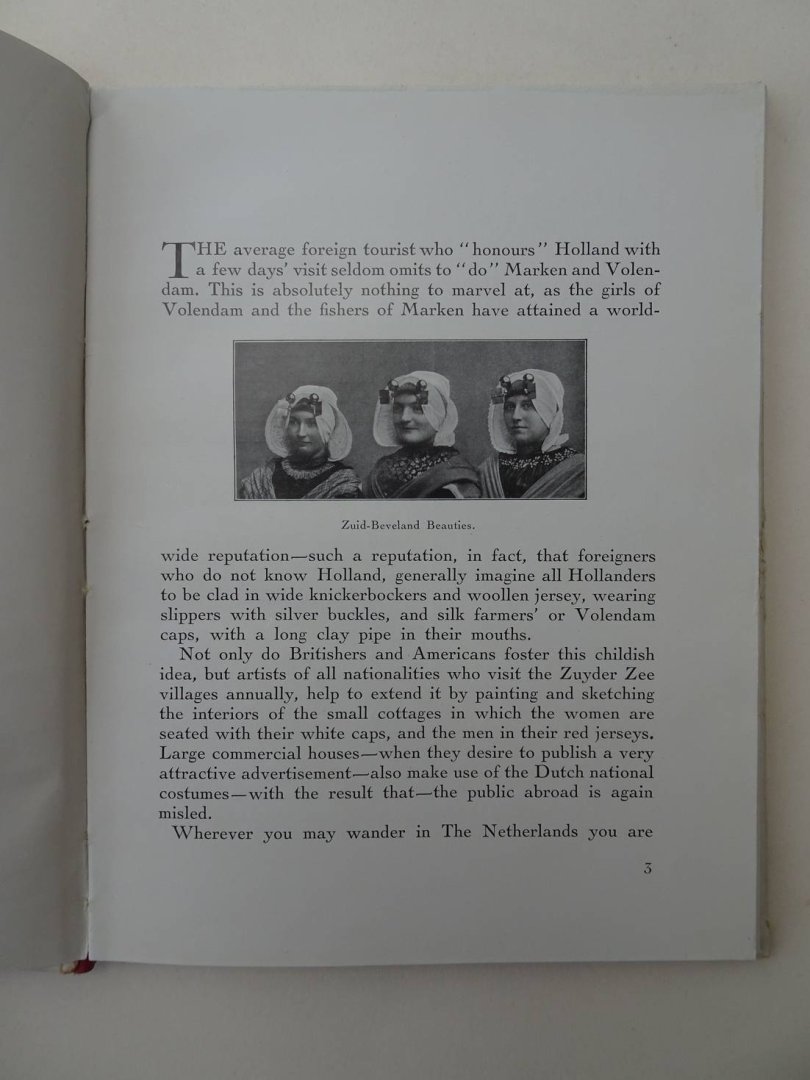 THE average foreign tourist who "honours" Holland with
a few days' visit seldom omits to "do" Marken and Volen-
dam. This is absolutely nothing to marvel at, as the girls of
Volendam and the fishers of Marken have attained a world-
Zuid-Beveland Beauties.
wide reputation—such a reputation, in fact, that foreigners
who do not know Holland, generally imagine all Hollanders
to be clad in wide knickerbockers and woollen jersey, wearing
slippers with silver buckles, and silk farmers' or Volendam
caps, with a long clay pipe in their mouths.
Not only do Britishers and Americans foster this childish
idea, but artists of all nationalities who visit the Zuyder Zee
villages annually, help to extend it by painting and sketching
the interiors of the small cottages in which the women are
seated with their white caps, and the men in their red jerseys.
Large commercial houses—when they desire to publish a very
attractive advertisement—also make use of the Dutch national
costumes—with the result that—the public abroad is again
misled.
Wherever you may wander in The Netherlands you are
3